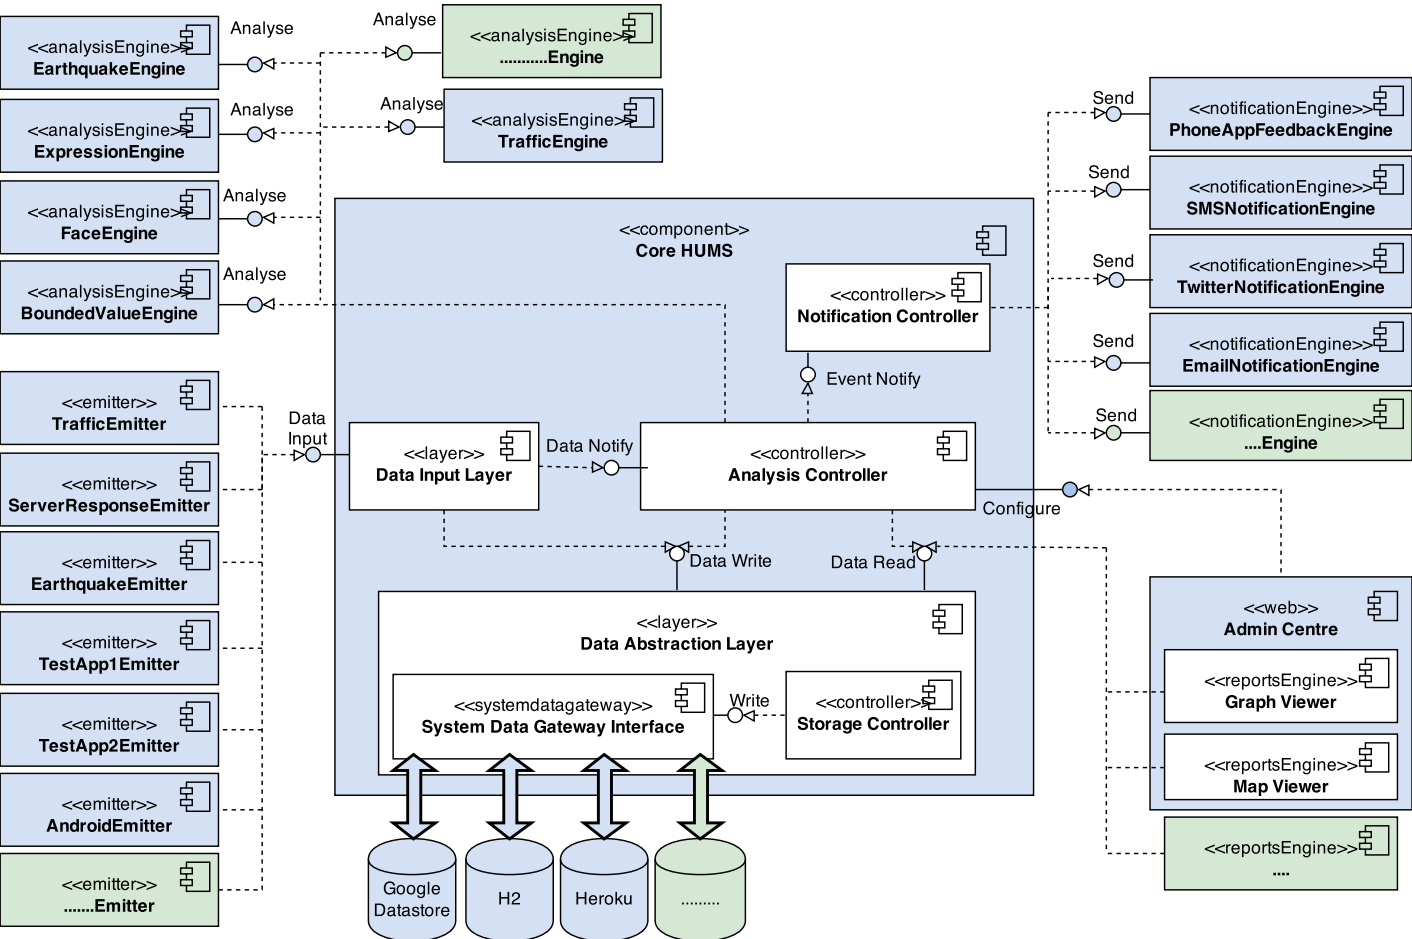 <<analysisEngine>>
EarthquakeEngine
Analyse
<<analysisEngine>>
ExpressionEngine
Analyse
<<analysisEngine>>
FaceEngine
Analyse
<<analysisEngine>>
BoundedValueEngine
Analyse
Analyse
<<analysisEngine>>
...........Engine
Analyse
<<analysisEngine>>
TrafficEngine
<<emitter>>
TrafficEmitter
<<emitter>>
ServerResponseEmitter
<<emitter>>
EarthquakeEmitter
<<emitter>>
TestApp1Emitter
<<emitter>>
TestApp2Emitter
<<emitter>>
AndroidEmitter
<<emitter>>
.......Emitter
Data
Input
<<component>>
Core HUMS
<<controller>>
Notification Controller
Event Notify
<<layer>>
Data Input Layer
Data Notify
<<controller>>
Analysis Controller
Configure
Data Write
Data Read
<<layer>>
Data Abstraction Layer
<<systemdatagateway>>
System Data Gateway Interface
Write
<<controller>>
Storage Controller
Google
Datastore
H2
Heroku
.........
Send
<<notificationEngine>>
PhoneAppFeedbackEngine
Send
<<notificationEngine>>
SMSNotificationEngine
Send
<<notificationEngine>>
TwitterNotificationEngine
Send
<<notificationEngine>>
EmailNotificationEngine
Send
<<notificationEngine>>
....Engine
<<web>>
Admin Centre
<<reportsEngine>>
Graph Viewer
<<reportsEngine>>
Map Viewer
<<reportsEngine>>
....